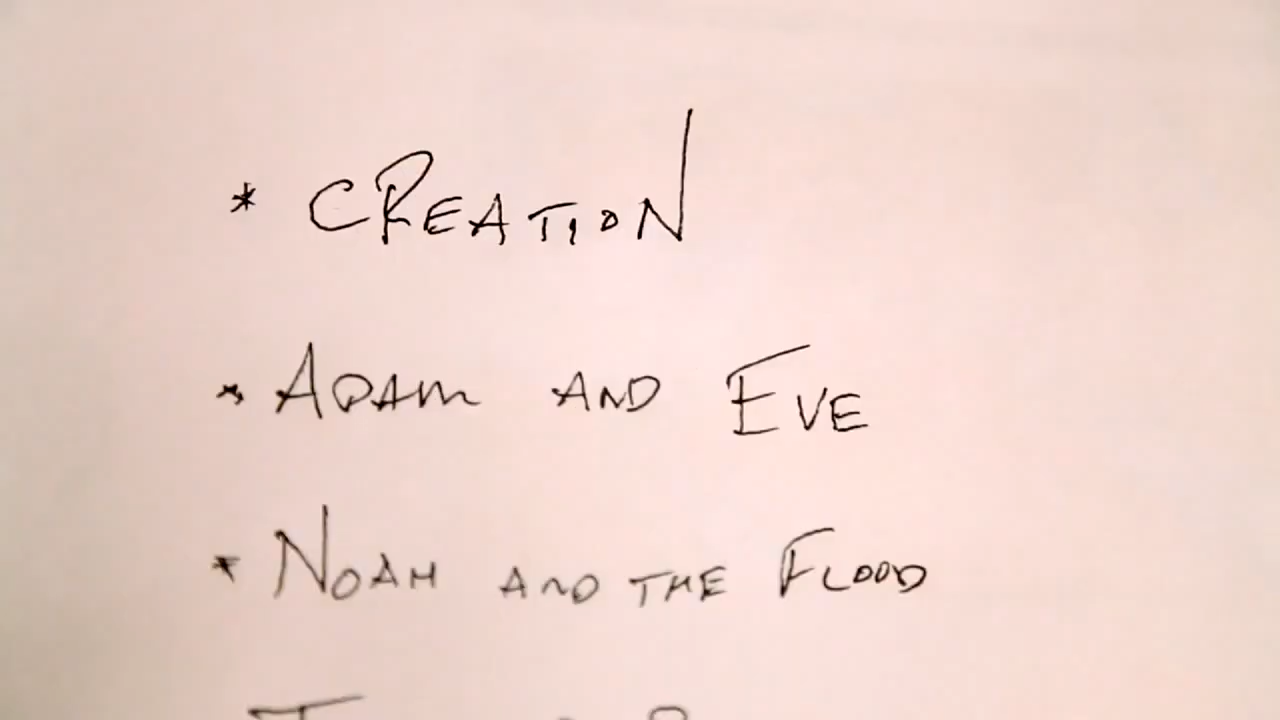 * CREATION
* ADAM AND EVE
* NOAH AND THE FLOOD